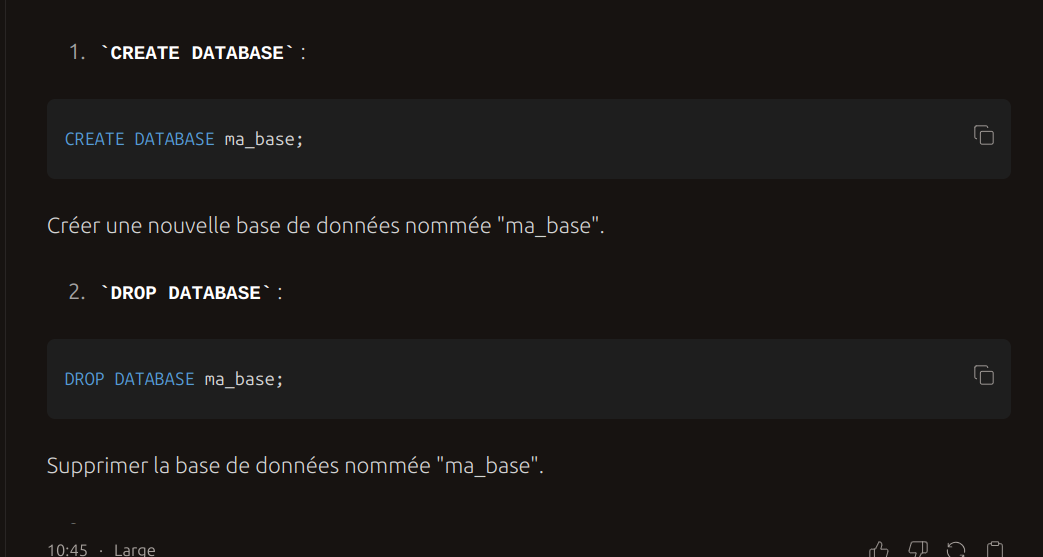 1. `CREATE DATABASE` :
CREATE DATABASE ma_base;
Créer une nouvelle base de données nommée "ma_base".
2. `DROP DATABASE` :
DROP DATABASE ma_base;
Supprimer la base de données nommée "ma_base".
10:45 · Large